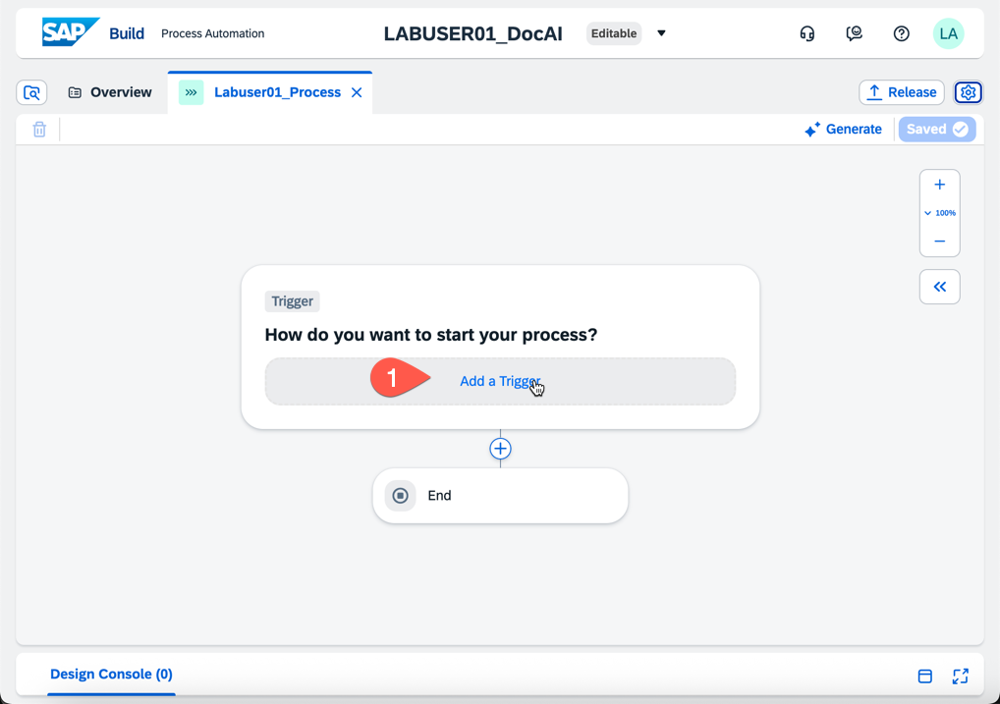 SAP Build Process Automation LABUSER01_DocAI Editable LA
Overview Labuser01_Process Release
Generate Saved
100%
Trigger
How do you want to start your process?
1 Add a Trigger
End
Design Console (0)